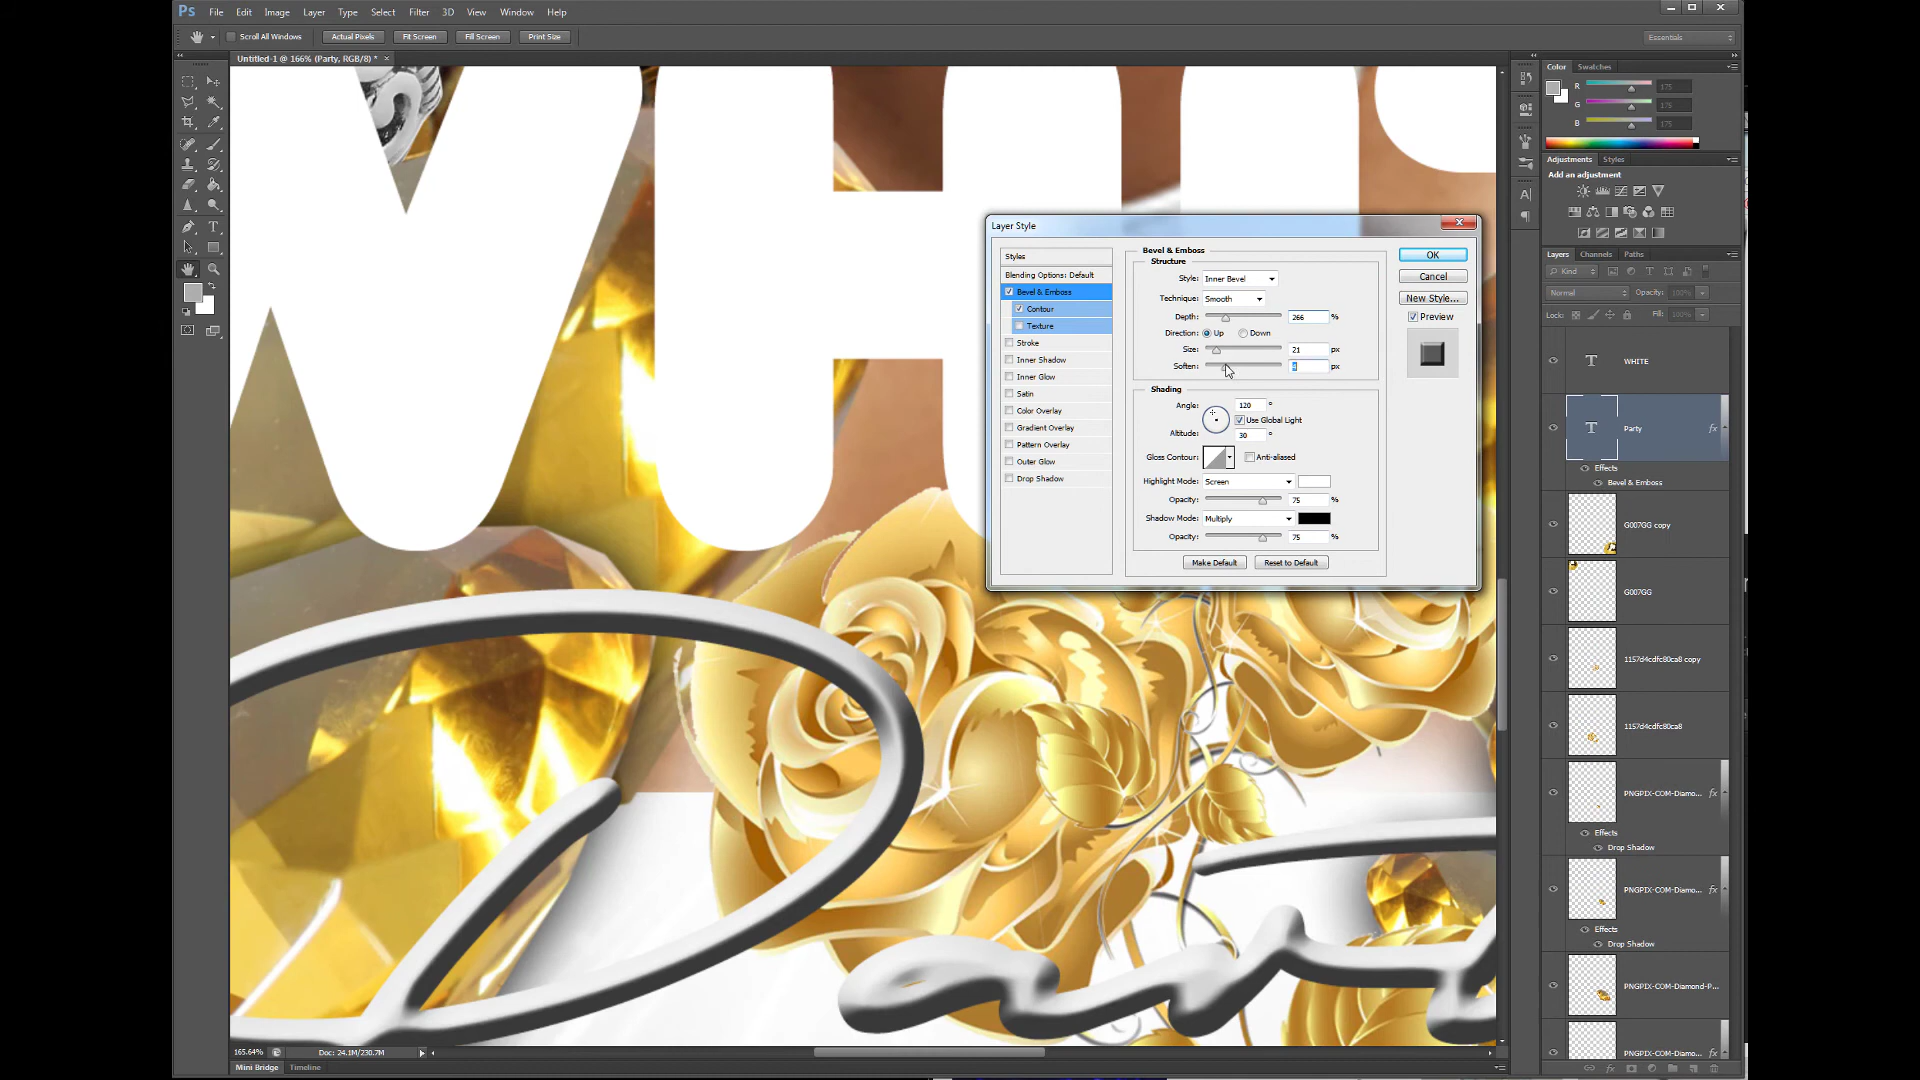 Ps File Edit Image Layer Type Select Filter 3D View Window Help
Scroll All Windows Actual Pixels Fit Screen Fill Screen Print Size Essentials
Untitled-1 @ 166% (Party, RGB/8) * ×
Color Swatches
R 175
G 175
B 175
Adjustments Styles
Add an adjustment
Layers Channels Paths
Kind
Normal Opacity: 100%
Lock: Fill: 100%
WHITE
Party fx
Effects
Bevel & Emboss
G007GG copy
G007GG
1157d4cdfc80ca8 copy
1157d4cdfc80ca8
PNGPIX-COM-Diamo... fx
Effects
Drop Shadow
PNGPIX-COM-Diamo... fx
Effects
Drop Shadow
PNGPIX-COM-Diamond-P...
PNGPIX-COM-Diamo... fx
Layer Style
Styles
Blending Options: Default
Bevel & Emboss
Contour
Texture
Stroke
Inner Shadow
Inner Glow
Satin
Color Overlay
Gradient Overlay
Pattern Overlay
Outer Glow
Drop Shadow
Bevel & Emboss
Structure
Style: Inner Bevel
Technique: Smooth
Depth: 266 %
Direction: Up Down
Size: 21 px
Soften: px
Shading
Angle: 120 °
Use Global Light
Altitude: 30 °
Gloss Contour: Anti-aliased
Highlight Mode: Screen
Opacity: 75 %
Shadow Mode: Multiply
Opacity: 75 %
Make Default Reset to Default
OK
Cancel
New Style...
Preview
165.64% Doc: 24.1M/230.7M
Mini Bridge Timeline